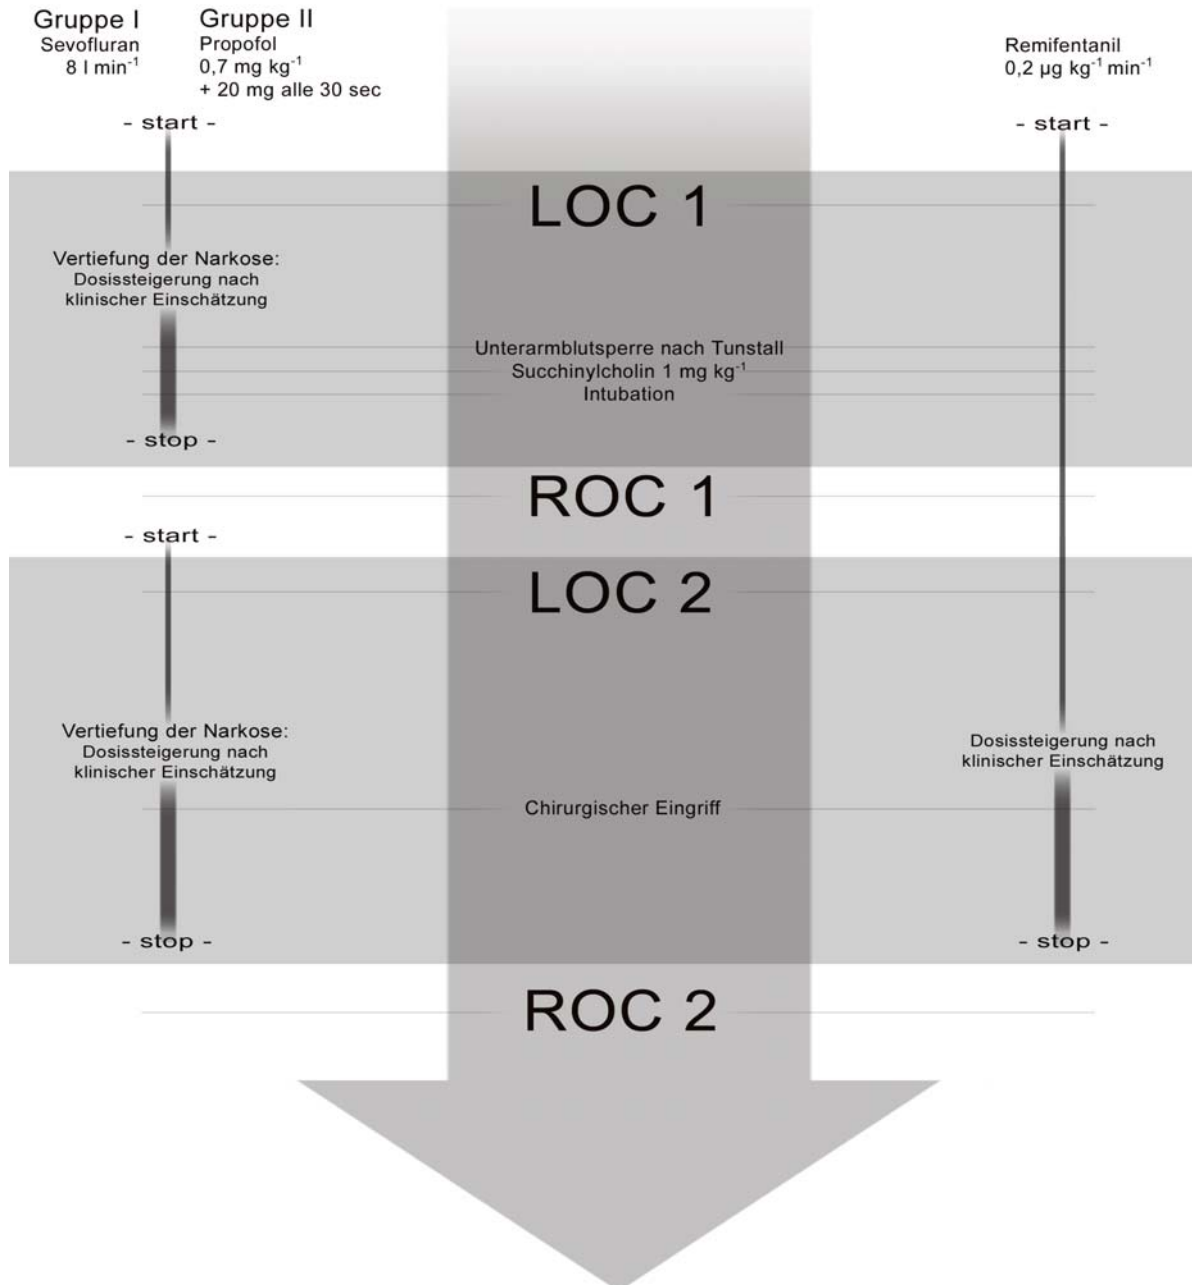 Gruppe I
Sevofluran
8 l min⁻¹
Gruppe II
Propofol
0,7 mg kg⁻¹
+ 20 mg alle 30 sec
Remifentanil
0,2 µg kg⁻¹ min⁻¹
- start -
- start -
LOC 1
Vertiefung der Narkose:
Dosissteigerung nach
klinischer Einschätzung
Unterarmblutsperre nach Tunstall
Succinylcholin 1 mg kg⁻¹
Intubation
- stop -
ROC 1
- start -
LOC 2
Vertiefung der Narkose:
Dosissteigerung nach
klinischer Einschätzung
Dosissteigerung nach
klinischer Einschätzung
Chirurgischer Eingriff
- stop -
- stop -
ROC 2